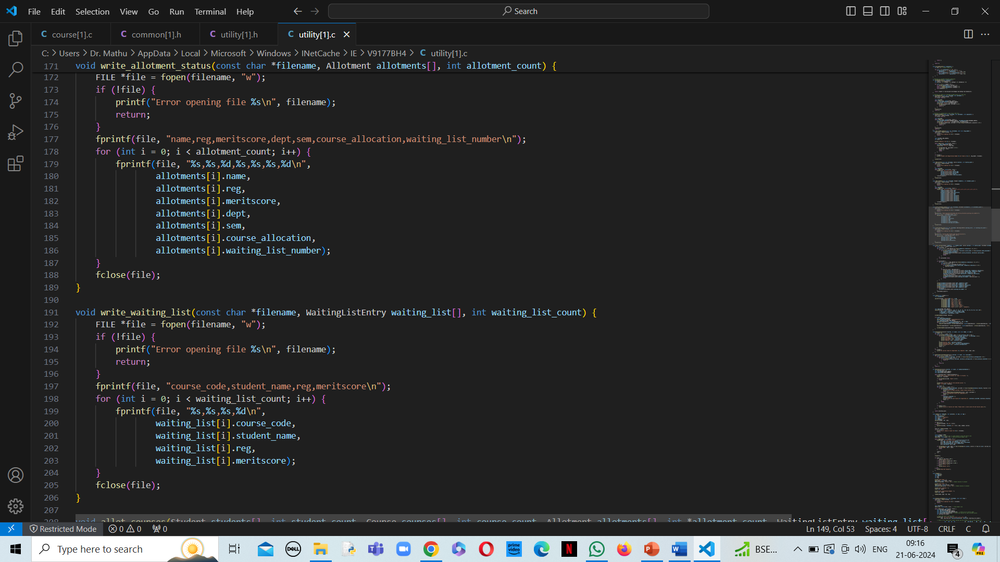 File Edit Selection View Go Run Terminal Help
Search
C course[1].c
C common[1].h
C utility[1].h
C utility[1].c
C: > Users > Dr. Mathu > AppData > Local > Microsoft > Windows > INetCache > IE > V9177BH4 > C utility[1].c
171 void write_allotment_status(const char *filename, Allotment allotments[], int allotment_count) {
172 FILE *file = fopen(filename, "w");
173 if (!file) {
174 printf("Error opening file %s\n", filename);
175 return;
176 }
177 fprintf(file, "name,reg,meritscore,dept,sem,course_allocation,waiting_list_number\n");
178 for (int i = 0; i < allotment_count; i++) {
179 fprintf(file, "%s,%s,%d,%s,%s,%s,%d\n",
180 allotments[i].name,
181 allotments[i].reg,
182 allotments[i].meritscore,
183 allotments[i].dept,
184 allotments[i].sem,
185 allotments[i].course_allocation,
186 allotments[i].waiting_list_number);
187 }
188 fclose(file);
189 }
190
191 void write_waiting_list(const char *filename, WaitingListEntry waiting_list[], int waiting_list_count) {
192 FILE *file = fopen(filename, "w");
193 if (!file) {
194 printf("Error opening file %s\n", filename);
195 return;
196 }
197 fprintf(file, "course_code,student_name,reg,meritscore\n");
198 for (int i = 0; i < waiting_list_count; i++) {
199 fprintf(file, "%s,%s,%s,%d\n",
200 waiting_list[i].course_code,
201 waiting_list[i].student_name,
202 waiting_list[i].reg,
203 waiting_list[i].meritscore);
204 }
205 fclose(file);
206 }
207
208 void allot_courses(Student students[], int student_count, Course courses[], int course_count, Allotment allotments[], int *allotment_count, WaitingListEntry waiting_list[
Restricted Mode 0 0 0
Ln 149, Col 53 Spaces: 4 UTF-8 CRLF C
Type here to search
DELL
prime video
N
BSE...
ENG
09:16
21-06-2024
4
PRE